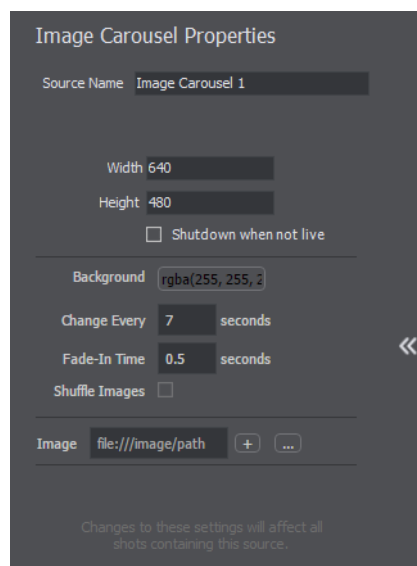 Image Carousel Properties
Source Name Image Carousel 1
Width 640
Height 480
Shutdown when not live
Background rgba(255, 255, 2
Change Every 7 seconds
Fade-In Time 0.5 seconds
Shuffle Images
Image file:///image/path + ...
Changes to these settings will affect all
shots containing this source.